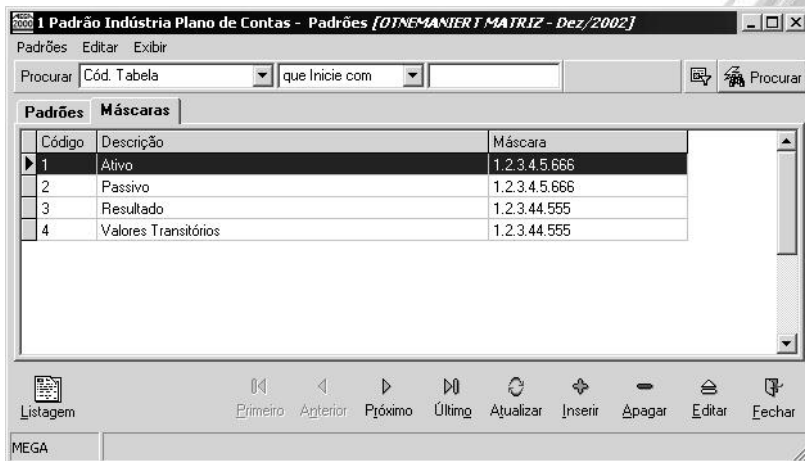 1 Padrão Indústria Plano de Contas - Padrões [OTNEMANIERT MATRIZ - Dez/2002]
Padrões Editar Exibir
Procurar Cód. Tabela que Inicie com Procurar
Padrões Máscaras
Código Descrição Máscara
1 Ativo 1.2.3.4.5.666
2 Passivo 1.2.3.4.5.666
3 Resultado 1.2.3.44.555
4 Valores Transitórios 1.2.3.44.555
Listagem Primeiro Anterior Próximo Último Atualizar Inserir Apagar Editar Fechar
MEGA